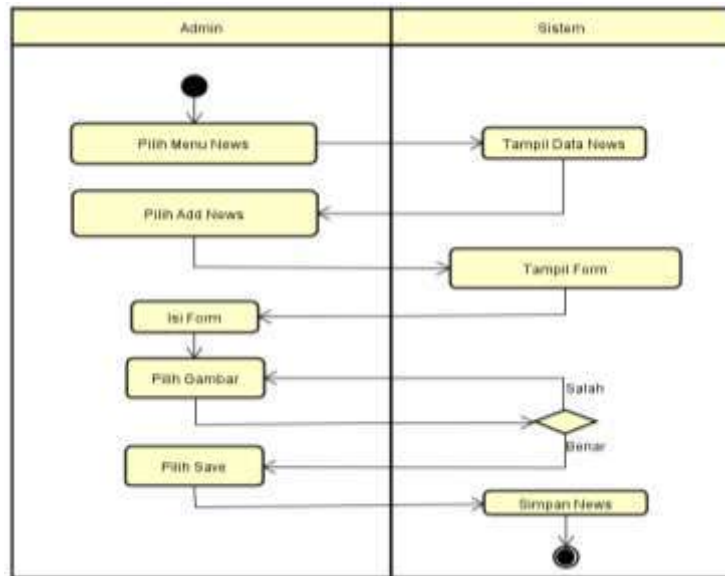 Admin
Sistem
Pilih Menu News
Tampil Data News
Pilih Add News
Tampil Form
Isi Form
Pilih Gambar
Salah
Benar
Pilih Save
Simpan News